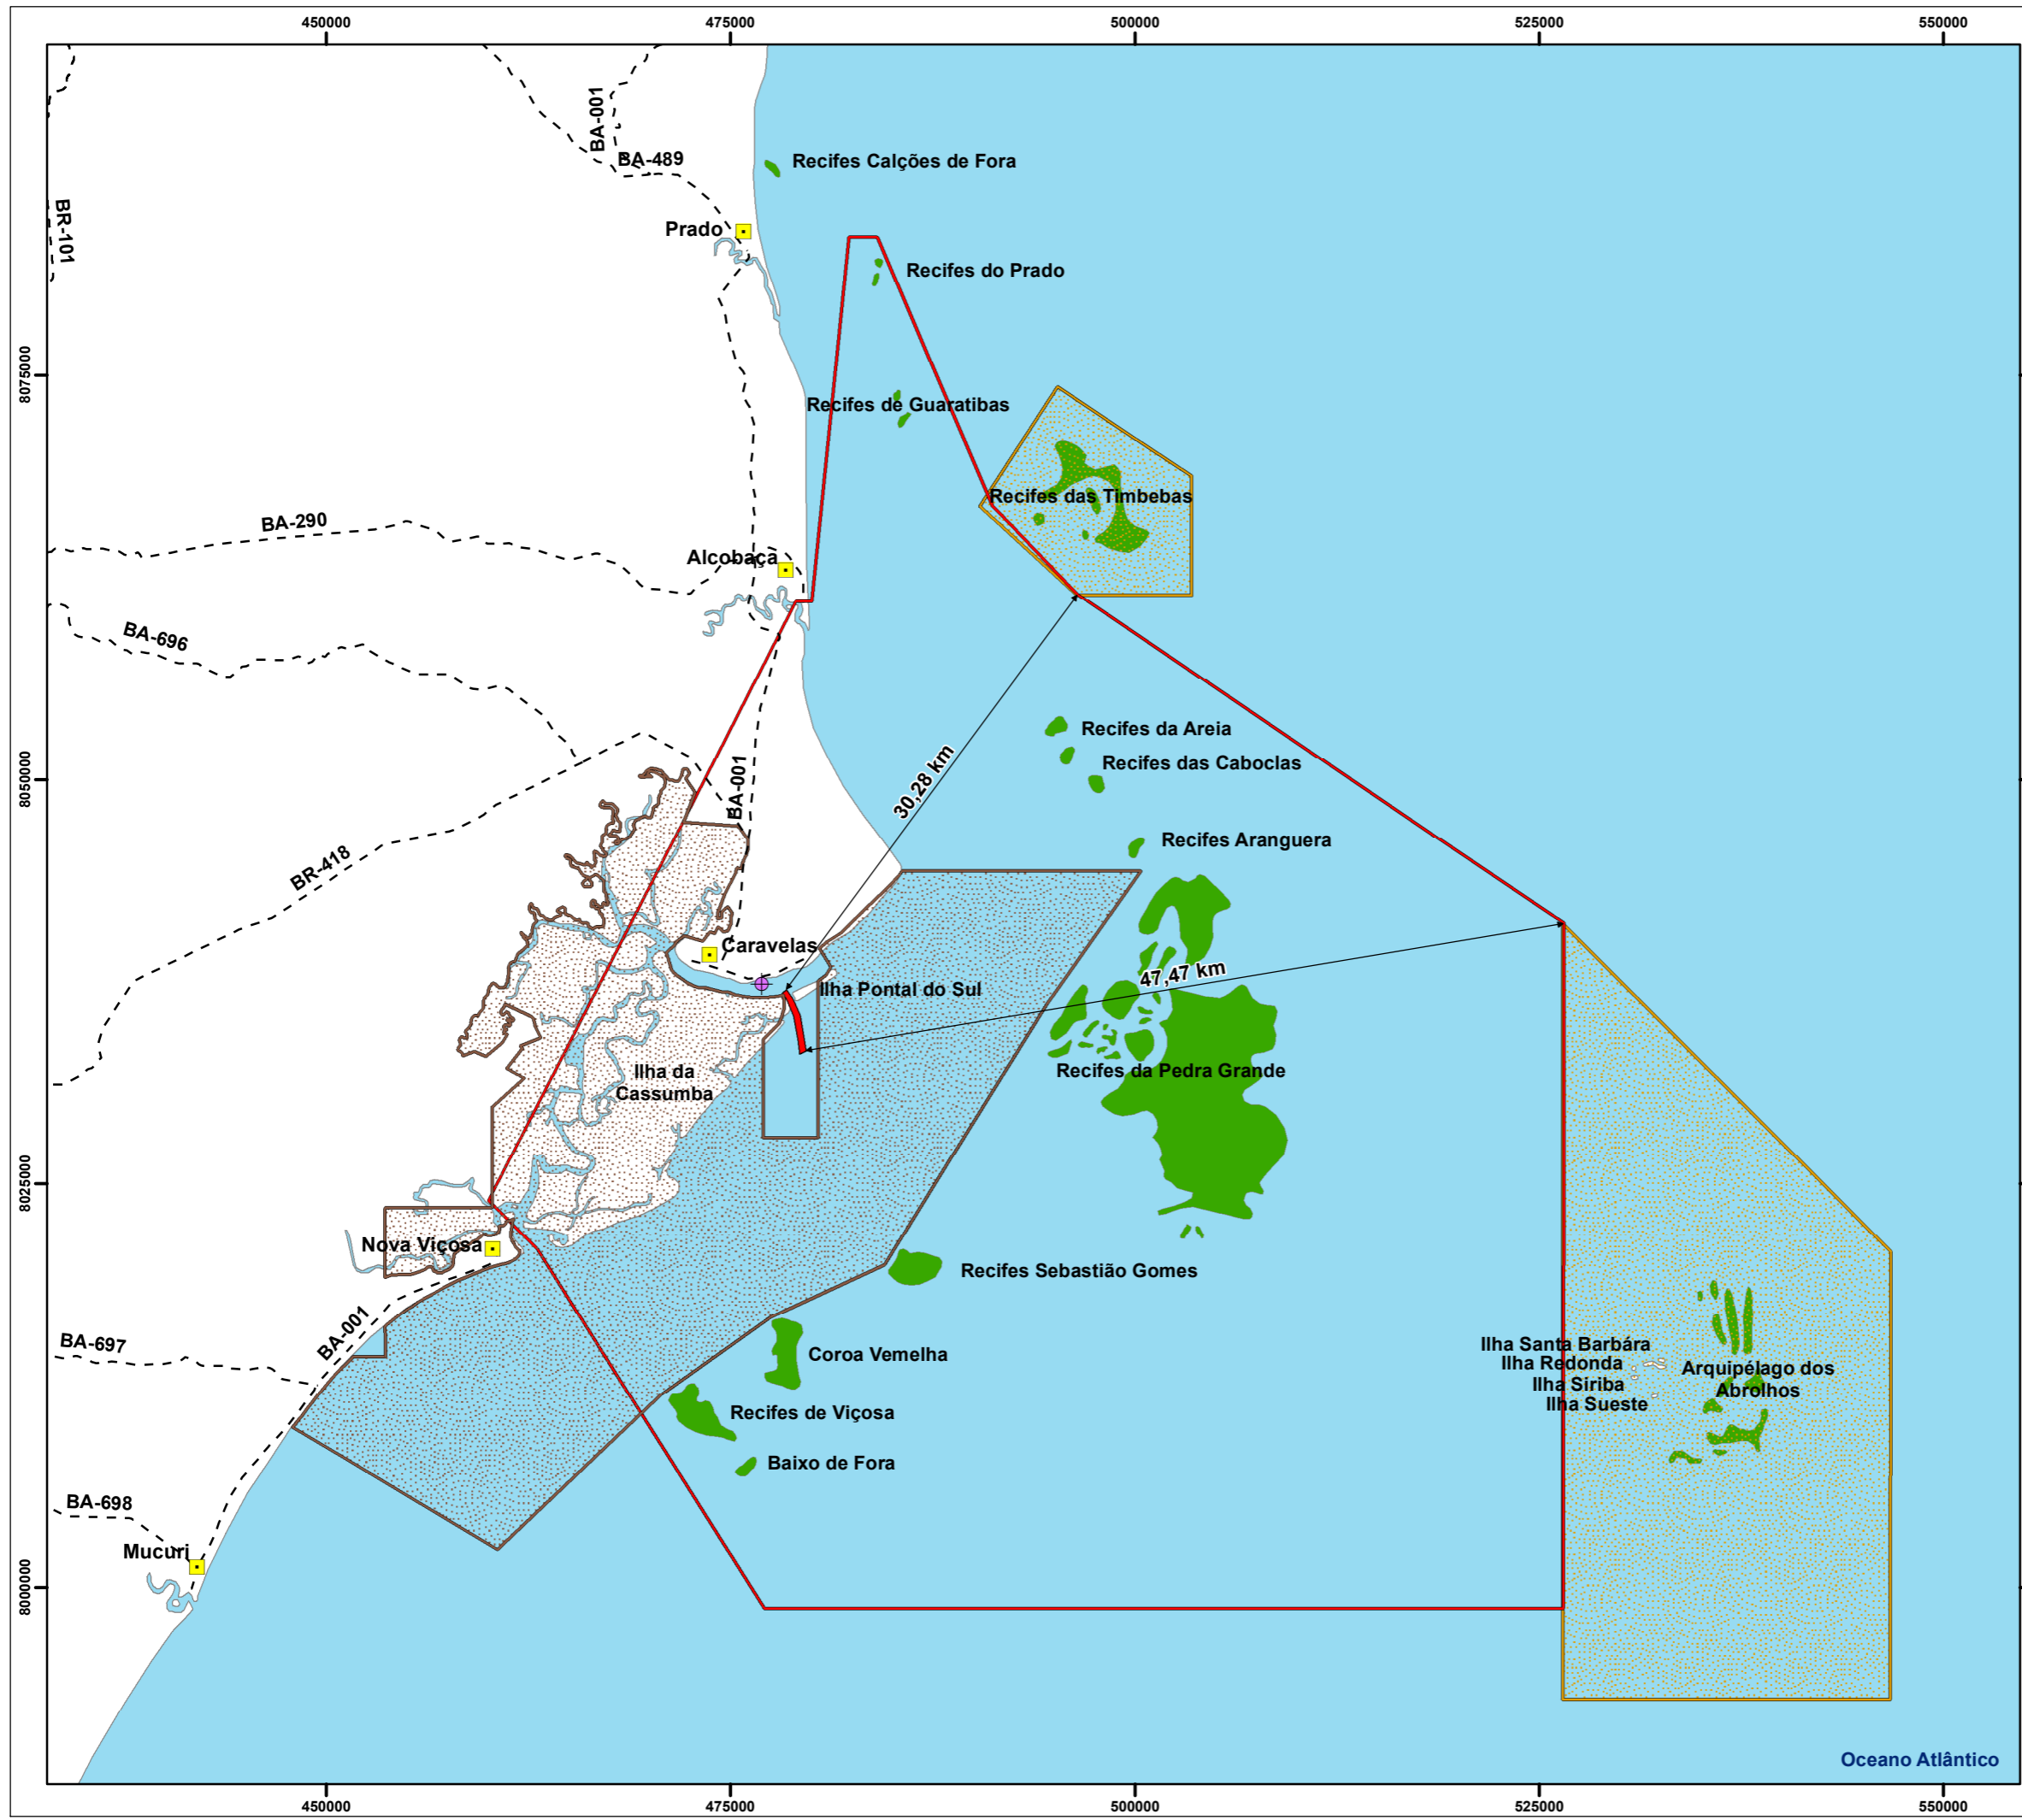 450000
475000
500000
525000
550000
BA-001
BA-489
Recifes Calções de Fora
BR-101
Prado
Recifes do Prado
8075000
Recifes de Guaratibas
Recifes das Timbebas
BA-290
Alcobaça
BA-696
Recifes da Areia
Recifes das Caboclas
8050000
BA-001
30,28 km
Recifes Aranguera
BR-418
Caravelas
47,47 km
Ilha Pontal do Sul
Ilha da
Cassumba
Recifes da Pedra Grande
8025000
Nova Viçosa
Recifes Sebastião Gomes
BA-697
BA-001
Coroa Vemelha
Ilha Santa Barbára
Ilha Redonda
Ilha Siriba
Ilha Sueste
Arquipélago dos
Abrolhos
Recifes de Viçosa
Baixo de Fora
BA-698
Mucuri
8000000
Oceano Atlântico
450000
475000
500000
525000
550000